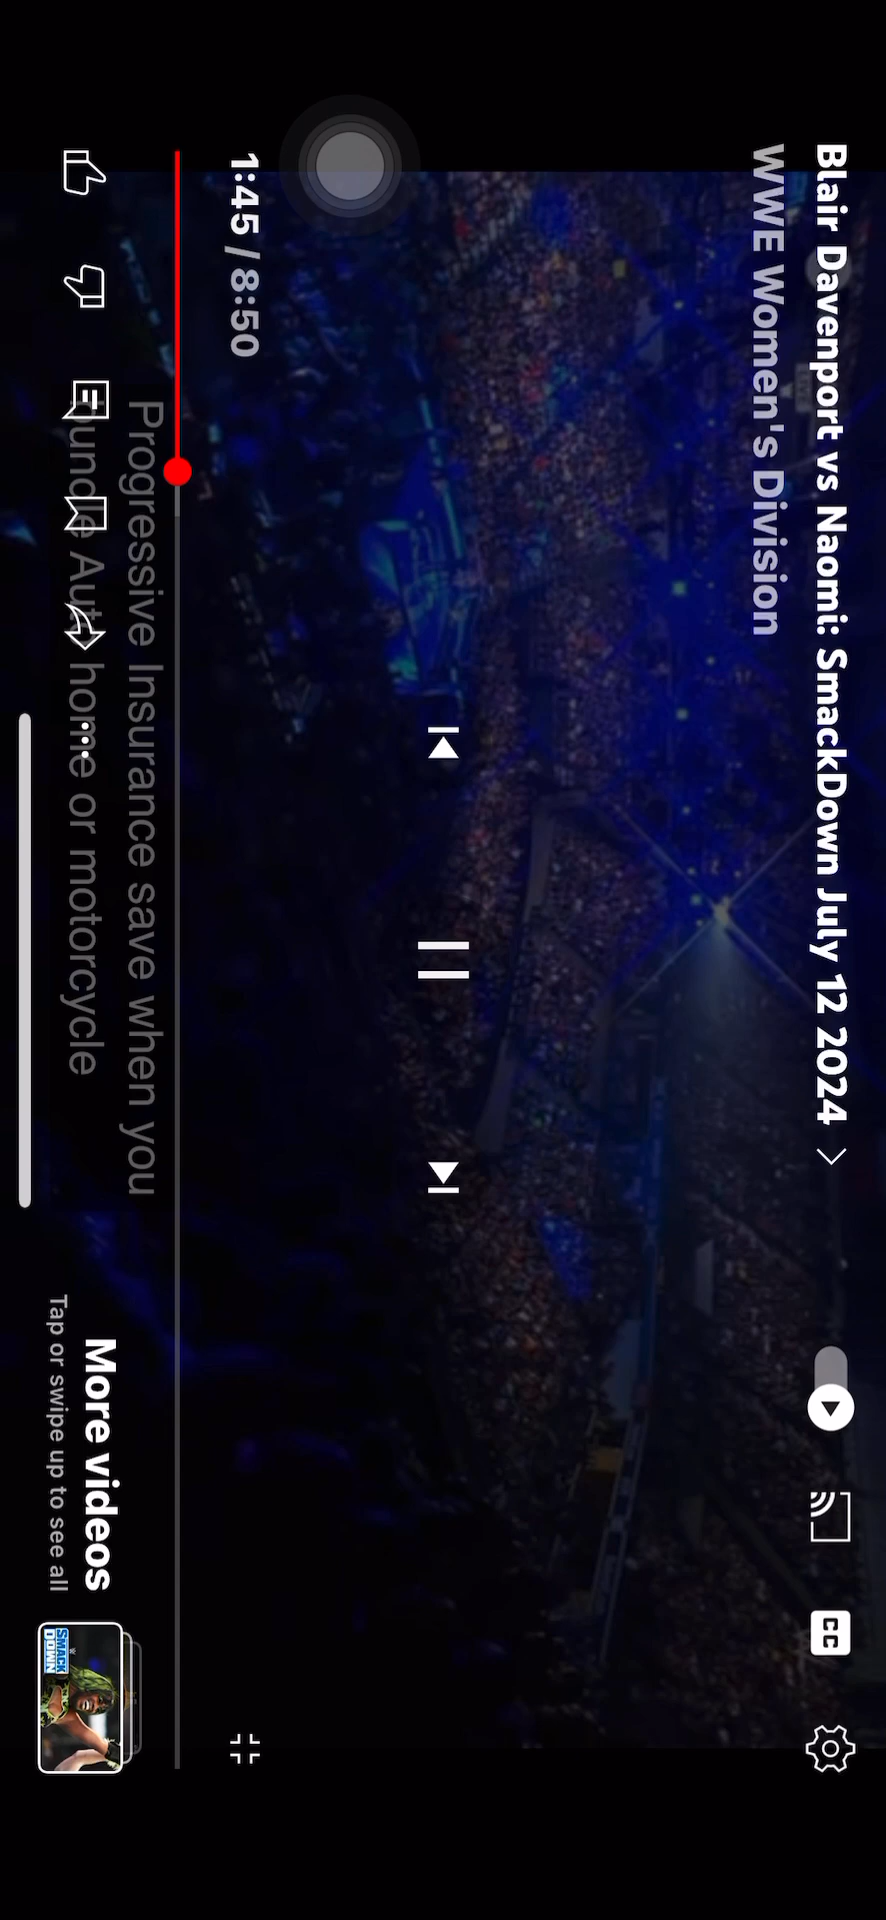 Blair Davenport vs Naomi: SmackDown July 12 2024
WWE Women's Division
CC
1:45 / 8:50
Progressive Insurance save when you
bundle Auto home or motorcycle
More videos
Tap or swipe up to see all
SMACK
DOWN